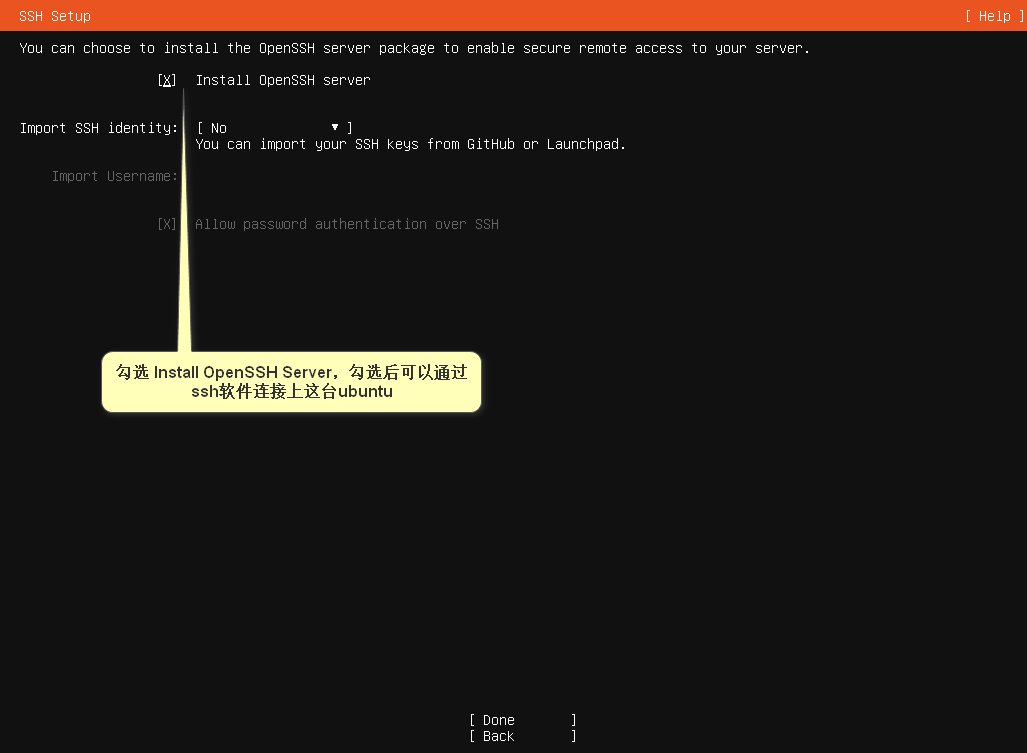 SSH Setup [ Help ]
You can choose to install the OpenSSH server package to enable secure remote access to your server.
[X] Install OpenSSH server
Import SSH identity: [ No ▼ ]
You can import your SSH keys from GitHub or Launchpad.
Import Username:
[X] Allow password authentication over SSH
勾选 Install OpenSSH Server，勾选后可以通过
ssh软件连接上这台ubuntu
[ Done ]
[ Back ]